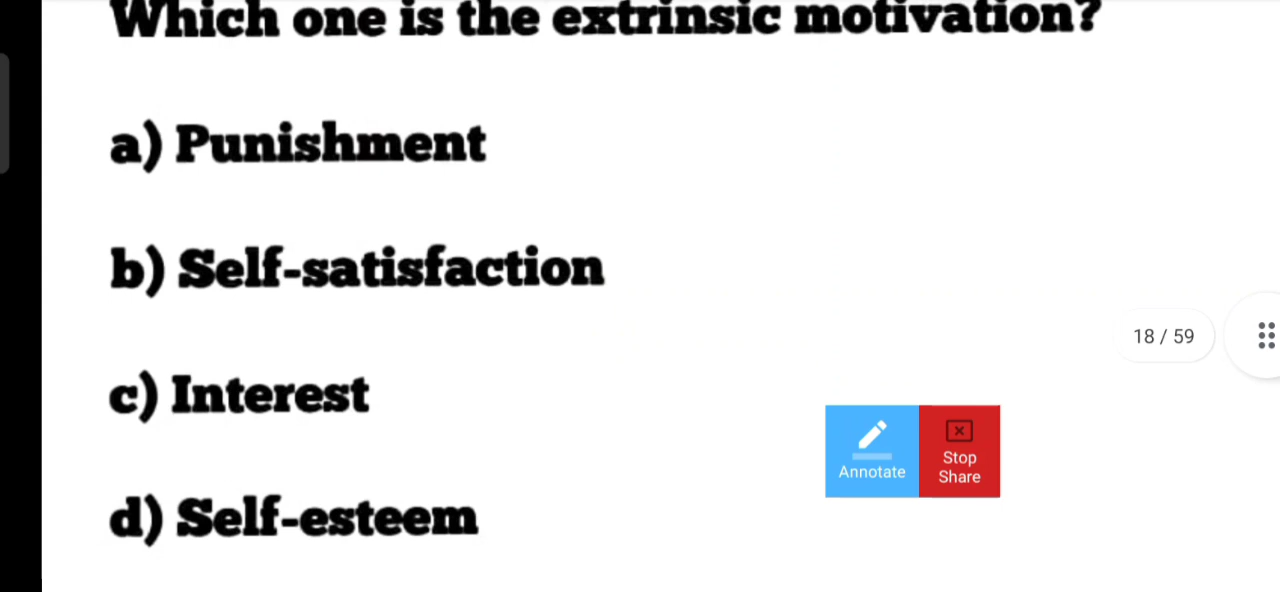 Which one is the extrinsic motivation?
a) Punishment
b) Self-satisfaction
18 / 59
c) Interest
Annotate
Stop
Share
d) Self-esteem